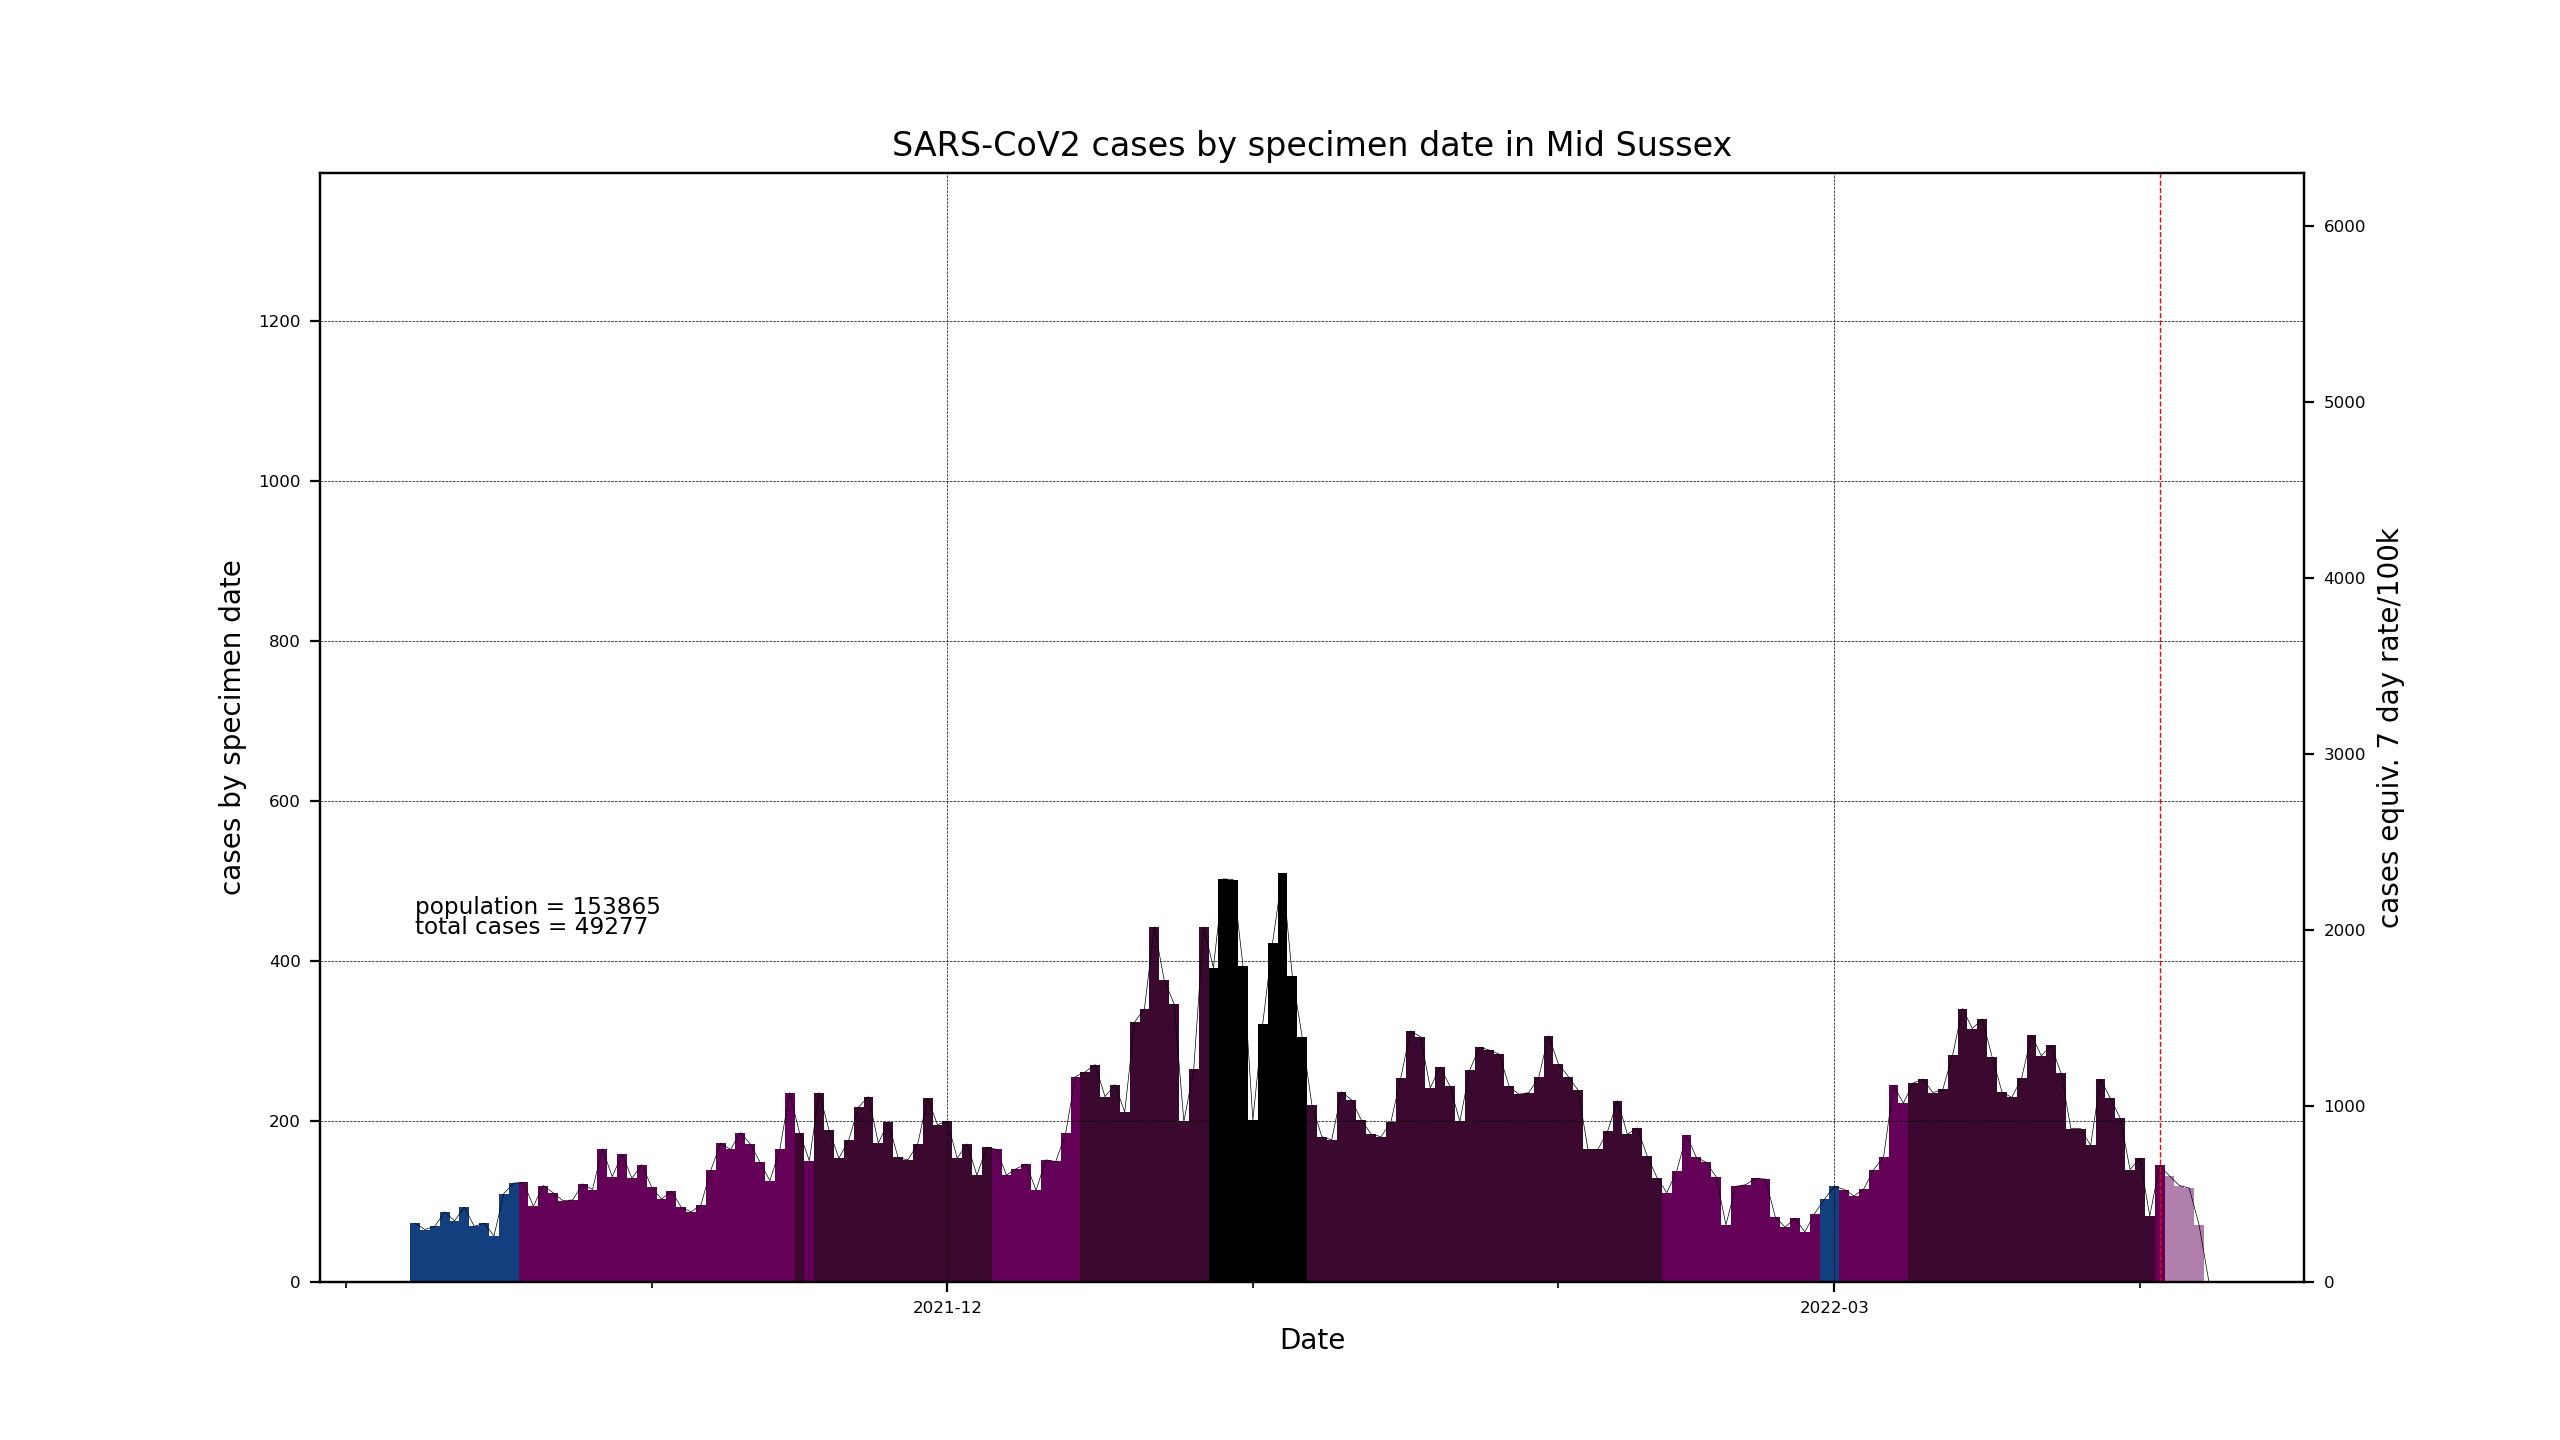 SARS-CoV2 cases by specimen date in Mid Sussex
cases by specimen date
1200
1000
800
600
400
200
0
population = 153865
total cases = 49277
6000
5000
4000
3000
2000
1000
0
cases equiv. 7 day rate/100k
2021-12
2022-03
Date